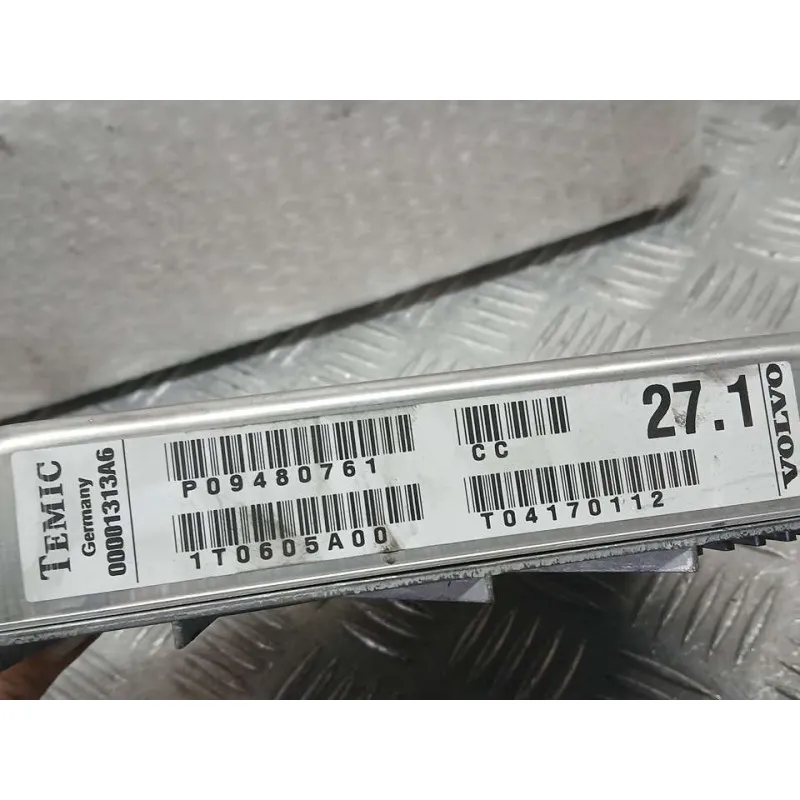 TEMIC
Germany
00001313A6
P09480761
1T0605A00
CC
T04170112
27.1
VOLVO